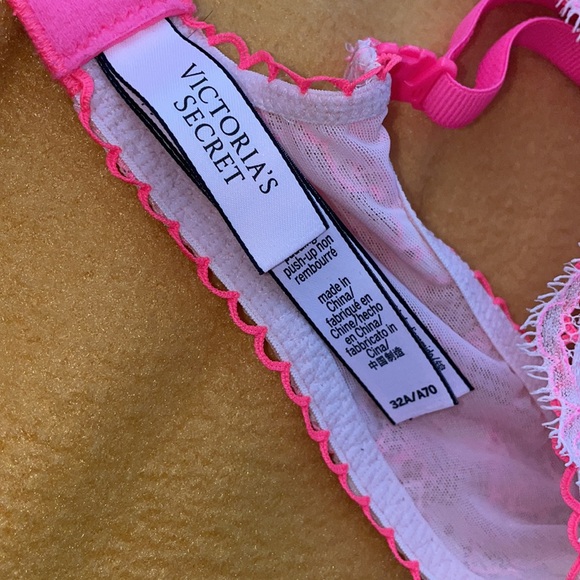 VICTORIA'S
SECRET
push-up non
rembourré
made in
China/
fabriqué en
Chine/hecho
en China/
fabbricato in
Cina/
中国制造
32A/A70